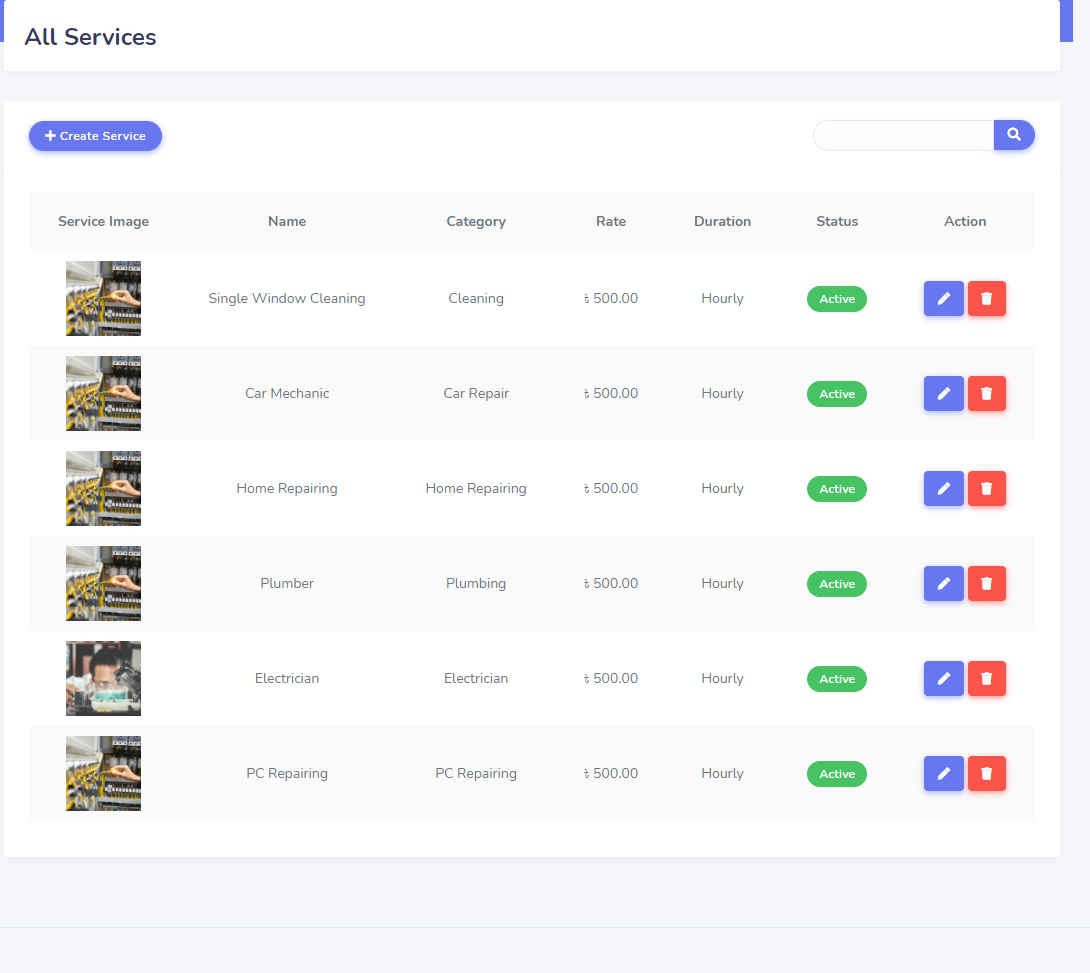 All Services
Create Service
Service Image Name Category Rate Duration Status Action
Single Window Cleaning Cleaning ৳ 500.00 Hourly Active
Car Mechanic Car Repair ৳ 500.00 Hourly Active
Home Repairing Home Repairing ৳ 500.00 Hourly Active
Plumber Plumbing ৳ 500.00 Hourly Active
Electrician Electrician ৳ 500.00 Hourly Active
PC Repairing PC Repairing ৳ 500.00 Hourly Active